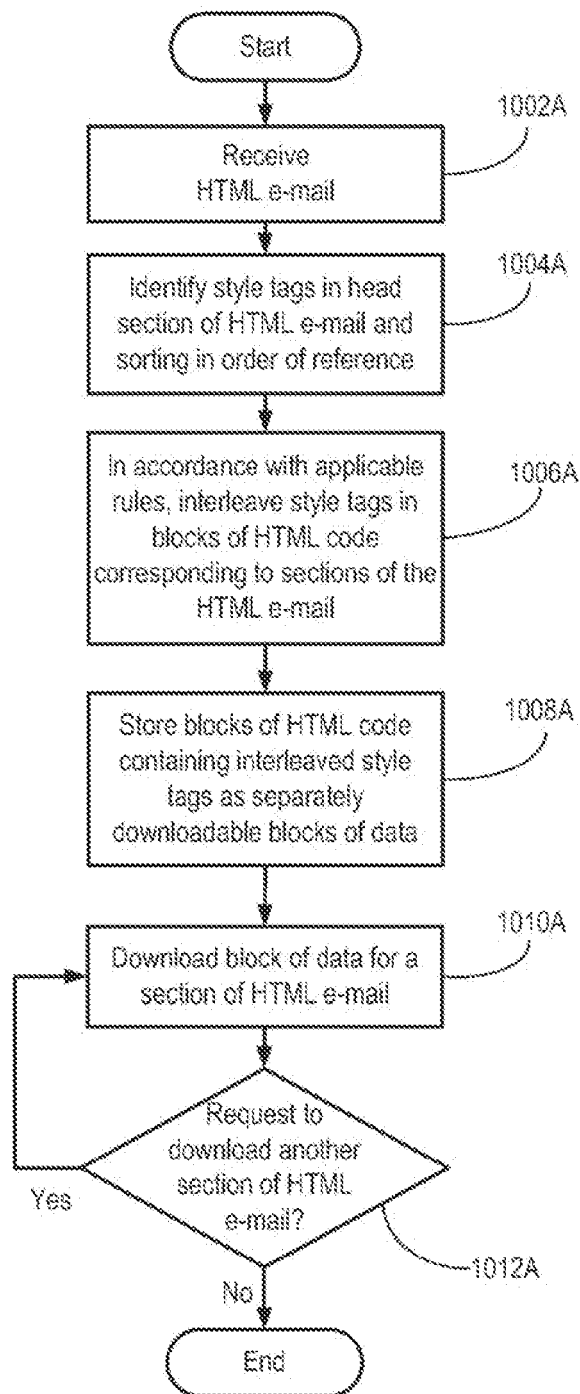 Start
1002A
Receive
HTML e-mail
1004A
Identify style tags in head
section of HTML e-mail and
sorting in order of reference
1006A
In accordance with applicable
rules, interleave style tags in
blocks of HTML code
corresponding to sections of the
HTML e-mail
1008A
Store blocks of HTML code
containing interleaved style
tags as separately
downloadable blocks of data
1010A
Download block of data for a
section of HTML e-mail
Request to
download another
section of HTML
e-mail?
Yes
1012A
No
End